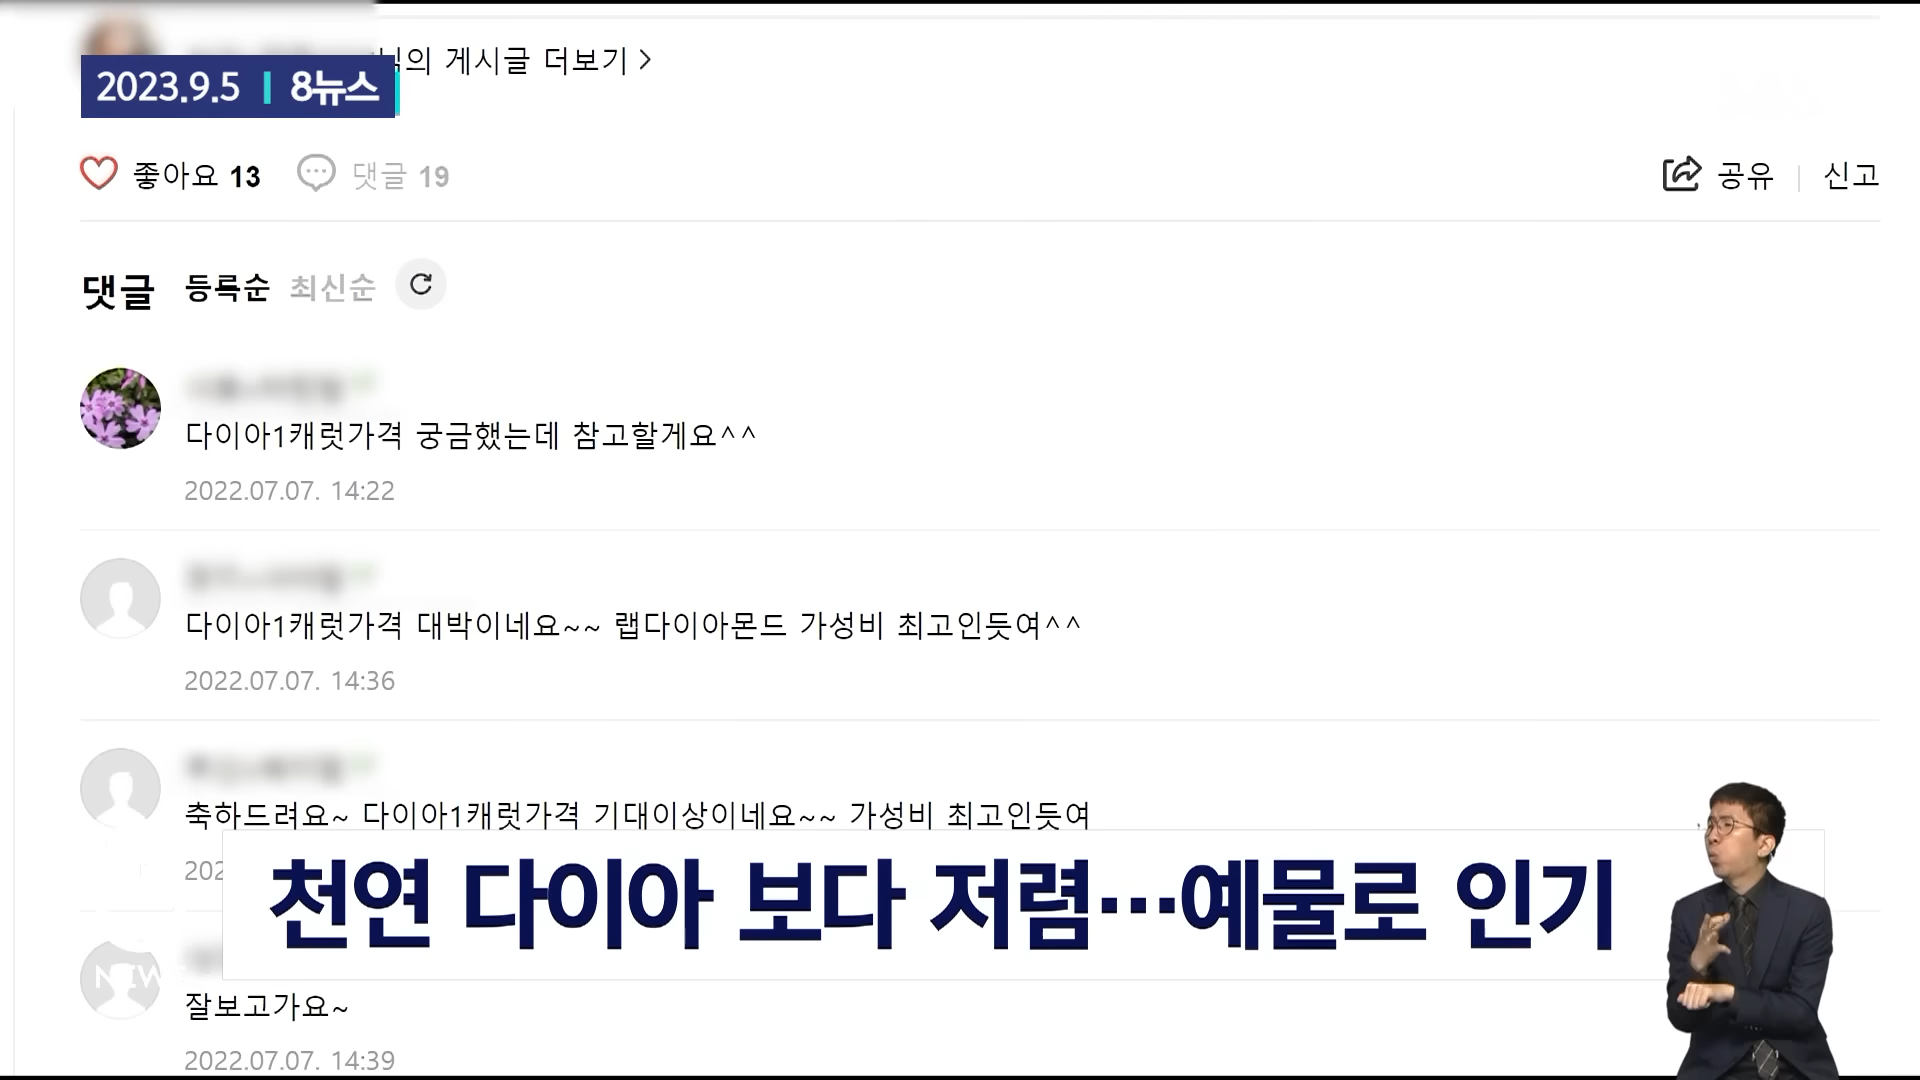 님의 게시글 더보기 >
2023.9.5 | 8뉴스
좋아요 13 댓글 19 공유 | 신고
댓글 등록순 최신순
다이아1캐럿가격 궁금했는데 참고할게요^^
2022.07.07. 14:22
다이아1캐럿가격 대박이네요~~ 랩다이아몬드 가성비 최고인듯여^^
2022.07.07. 14:36
축하드려요~ 다이아1캐럿가격 기대이상이네요~~ 가성비 최고인듯여
202
천연 다이아 보다 저렴…예물로 인기
NEW
잘보고가요~
2022.07.07. 14:39